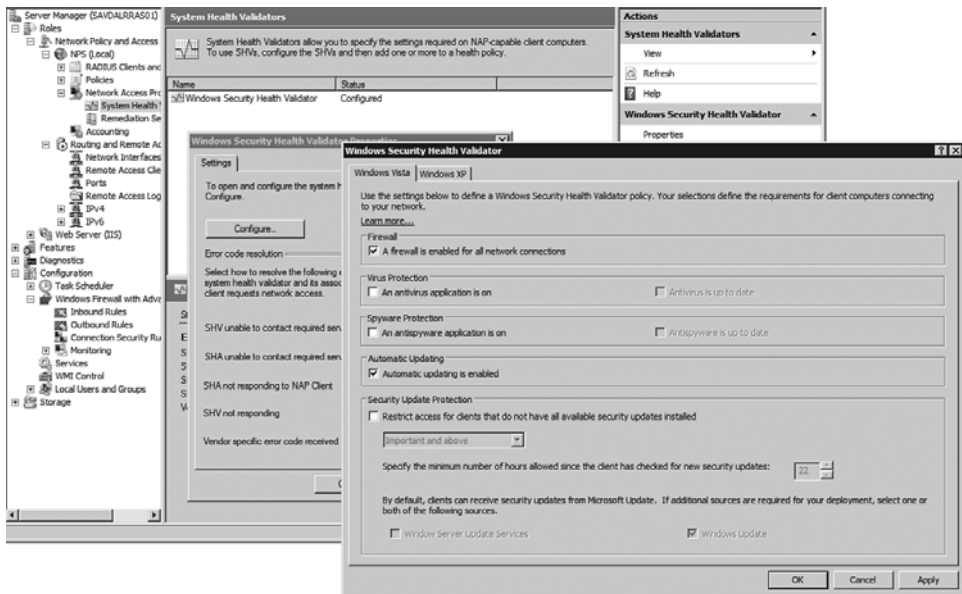 Server Manager (SAVDALRRAS01)
Roles
Network Policy and Access
NPS (Local)
RADIUS Clients and
Policies
Network Access Pro
System Health
Remediation Se
Accounting
Routing and Remote Ac
Network Interfaces
Remote Access Clie
Ports
Remote Access Log
IPv4
IPv6
Web Server (IIS)
Features
Diagnostics
Configuration
Task Scheduler
Windows Firewall with Adva
Inbound Rules
Outbound Rules
Connection Security Ru
Monitoring
Services
WMI Control
Local Users and Groups
Storage
System Health Validators
System Health Validators allow you to specify the settings required on NAP-capable client computers.
To use SHVs, configure the SHVs and then add one or more to a health policy.
Name Status
Windows Security Health Validator Configured
Actions
System Health Validators
View
Refresh
Help
Windows Security Health Validator
Properties
Windows Security Health Validator Properties
Settings
To open and configure the system h
Configure.
Configure...
Error code resolution
Select how to resolve the following e
system health validator and its assoc
client requests network access.
SHV unable to contact required serv
SHA unable to contact required serv
SHA not responding to NAP Client
SHV not responding
Vendor specific error code received
Windows Security Health Validator
Windows Vista Windows XP
Use the settings below to define a Windows Security Health Validator policy. Your selections define the requirements for client computers connecting
to your network.
Learn more...
Firewall
A firewall is enabled for all network connections
Virus Protection
An antivirus application is on Antivirus is up to date
Spyware Protection
An antispyware application is on Antispyware is up to date
Automatic Updating
Automatic updating is enabled
Security Update Protection
Restrict access for clients that do not have all available security updates installed
Important and above
Specify the minimum number of hours allowed since the client has checked for new security updates: 22
By default, clients can receive security updates from Microsoft Update. If additional sources are required for your deployment, select one or
both of the following sources.
Window Server Update Services Windows Update
OK Cancel Apply